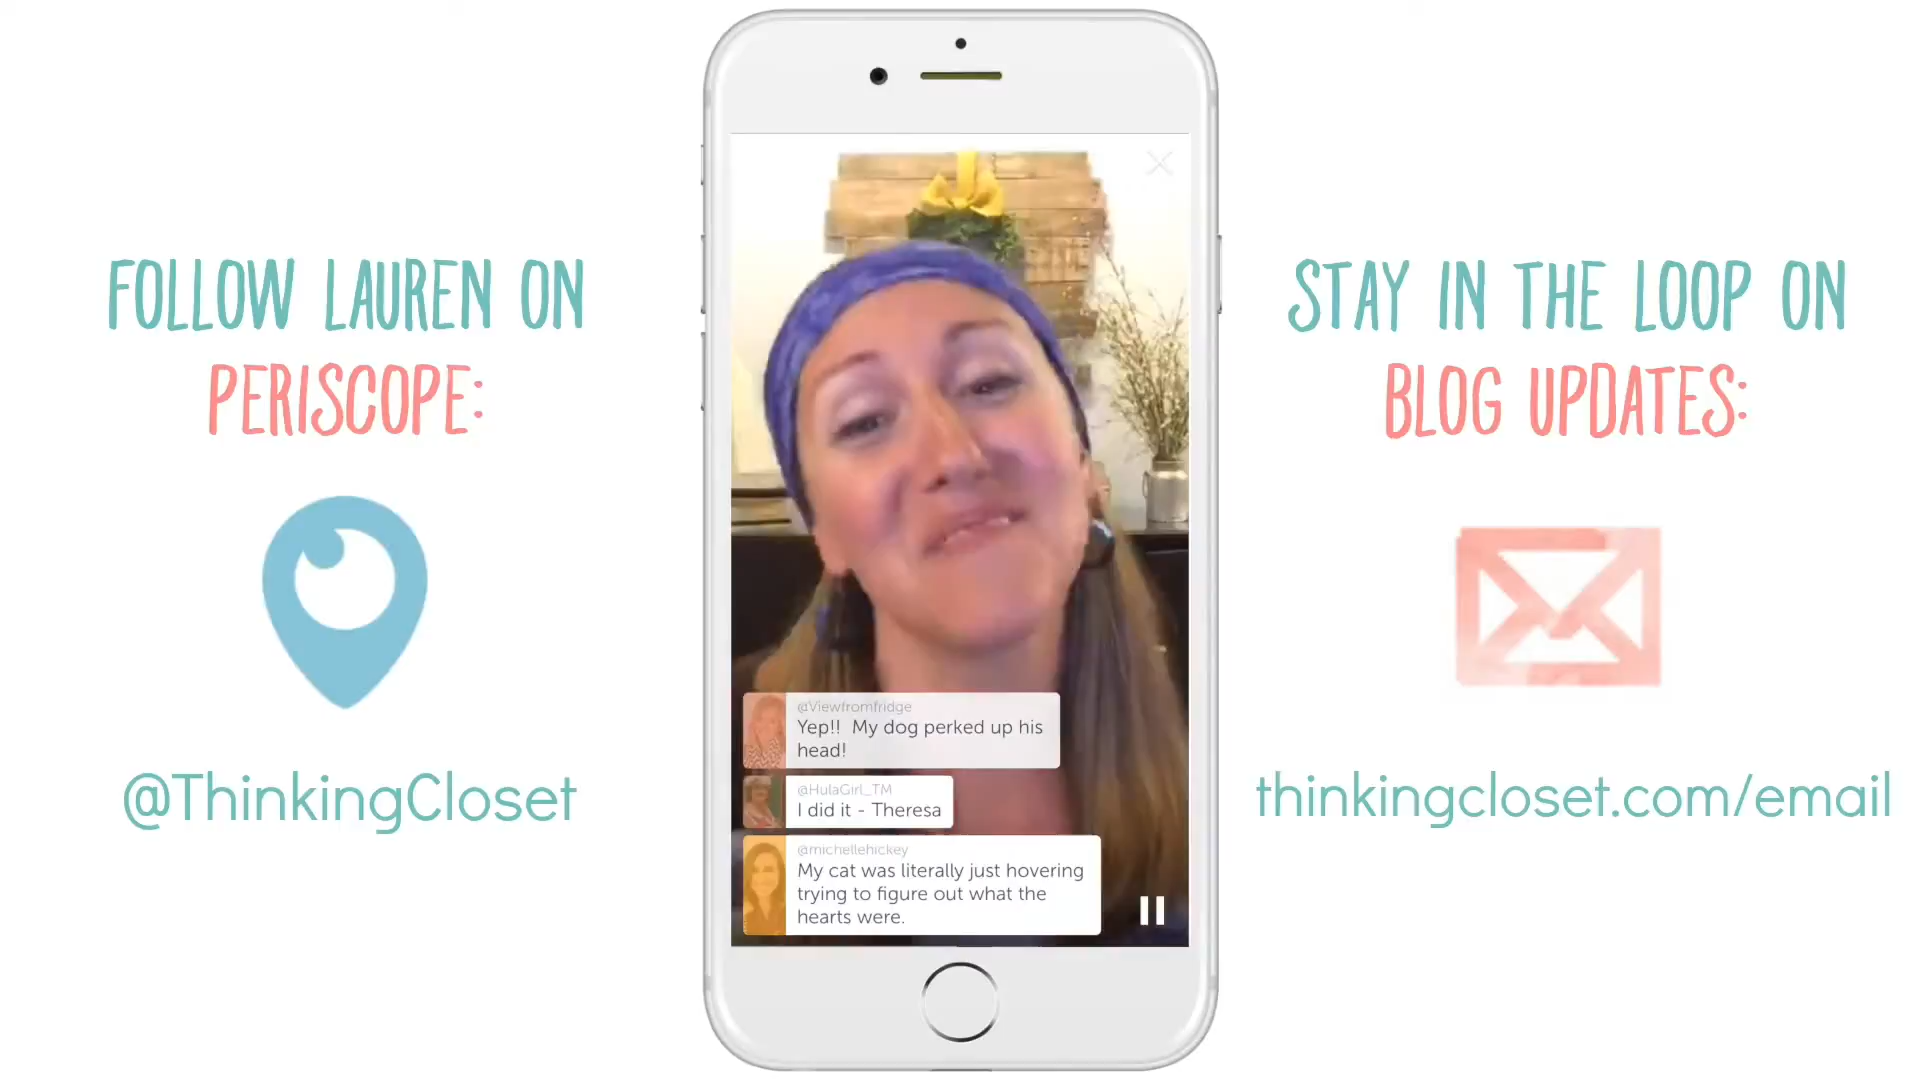 FOLLOW LAUREN ON
PERISCOPE:
@ThinkingCloset
@Viewfromfridge
Yep!!  My dog perked up his
head!
@HulaGirl_TM
I did it - Theresa
@michellehickey
My cat was literally just hovering
trying to figure out what the
hearts were.
STAY IN THE LOOP ON
BLOG UPDATES:
thinkingcloset.com/email